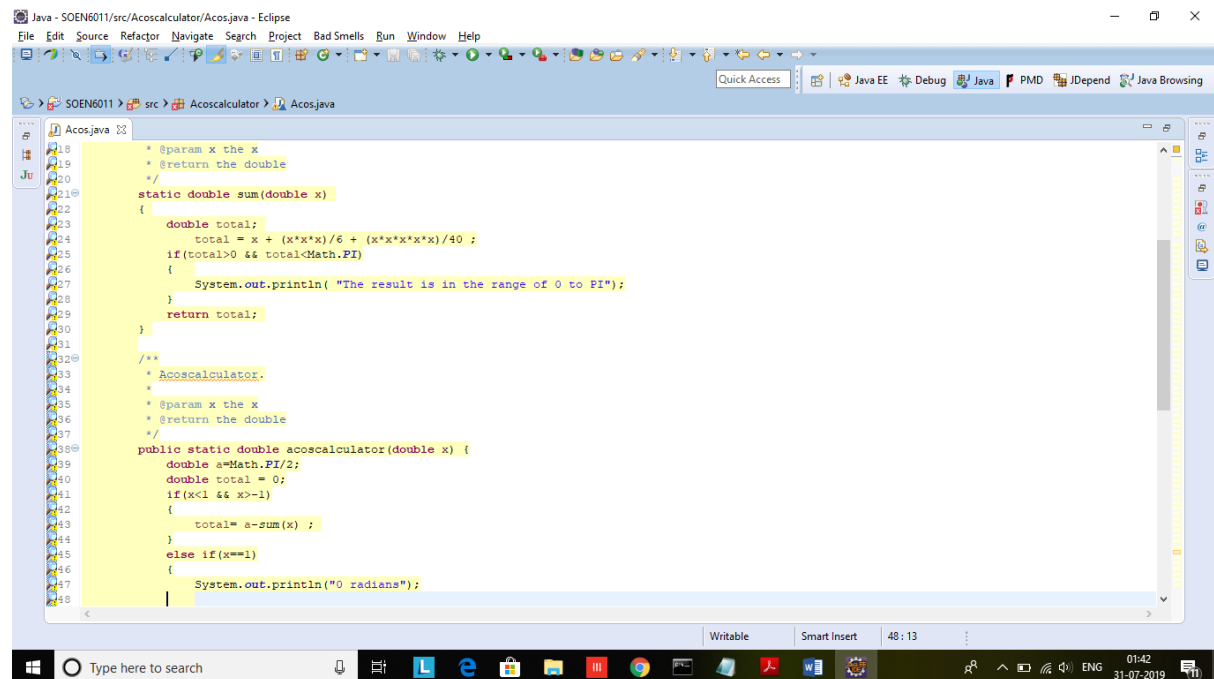 Java - SOEN6011/src/Acoscalculator/Acos.java - Eclipse
File Edit Source Refactor Navigate Search Project Bad Smells Run Window Help
Quick Access Java EE Debug Java PMD JDepend Java Browsing
SOEN6011 > src > Acoscalculator > Acos.java
Acos.java
18 * @param x the x
19 * @return the double
20 */
21 static double sum(double x)
22 {
23 double total;
24 total = x + (x*x*x)/6 + (x*x*x*x*x)/40 ;
25 if(total>0 && total<Math.PI)
26 {
27 System.out.println( "The result is in the range of 0 to PI");
28 }
29 return total;
30 }
31
32 /**
33 * Acoscalculator.
34 *
35 * @param x the x
36 * @return the double
37 */
38 public static double acoscalculator(double x) {
39 double a=Math.PI/2;
40 double total = 0;
41 if(x<1 && x>-1)
42 {
43 total= a-sum(x) ;
44 }
45 else if(x==1)
46 {
47 System.out.println("0 radians");
48
Writable Smart Insert 48 : 13
Type here to search
ENG
01:42
31-07-2019